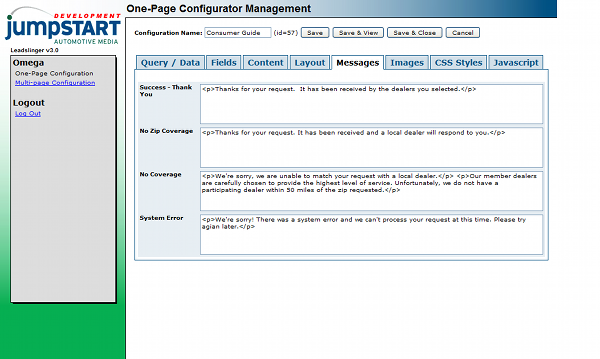 DEVELOPMENT
jumpSTART
AUTOMOTIVE MEDIA
One-Page Configurator Management
Leadslinger v3.0
Omega
One-Page Configuration
Multi-page Configuration
Logout
Log Out
Configuration Name: Consumer Guide (id=57) Save Save & View Save & Close Cancel
Query / Data Fields Content Layout Messages Images CSS Styles Javascript
Success - Thank You
<p>Thanks for your request.  It has been received by the dealers you selected.</p>
No Zip Coverage
<p>Thanks for your request. It has been received and a local dealer will respond to you.</p>
No Coverage
<p>We're sorry, we are unable to match your request with a local dealer.</p> <p>Our member dealers
are carefully chosen to provide the highest level of service. Unfortunately, we do not have a
participating dealer within 50 miles of the zip requested.</p>
System Error
<p>We're sorry! There was a system error and we can't process your request at this time. Please try
agian later.</p>